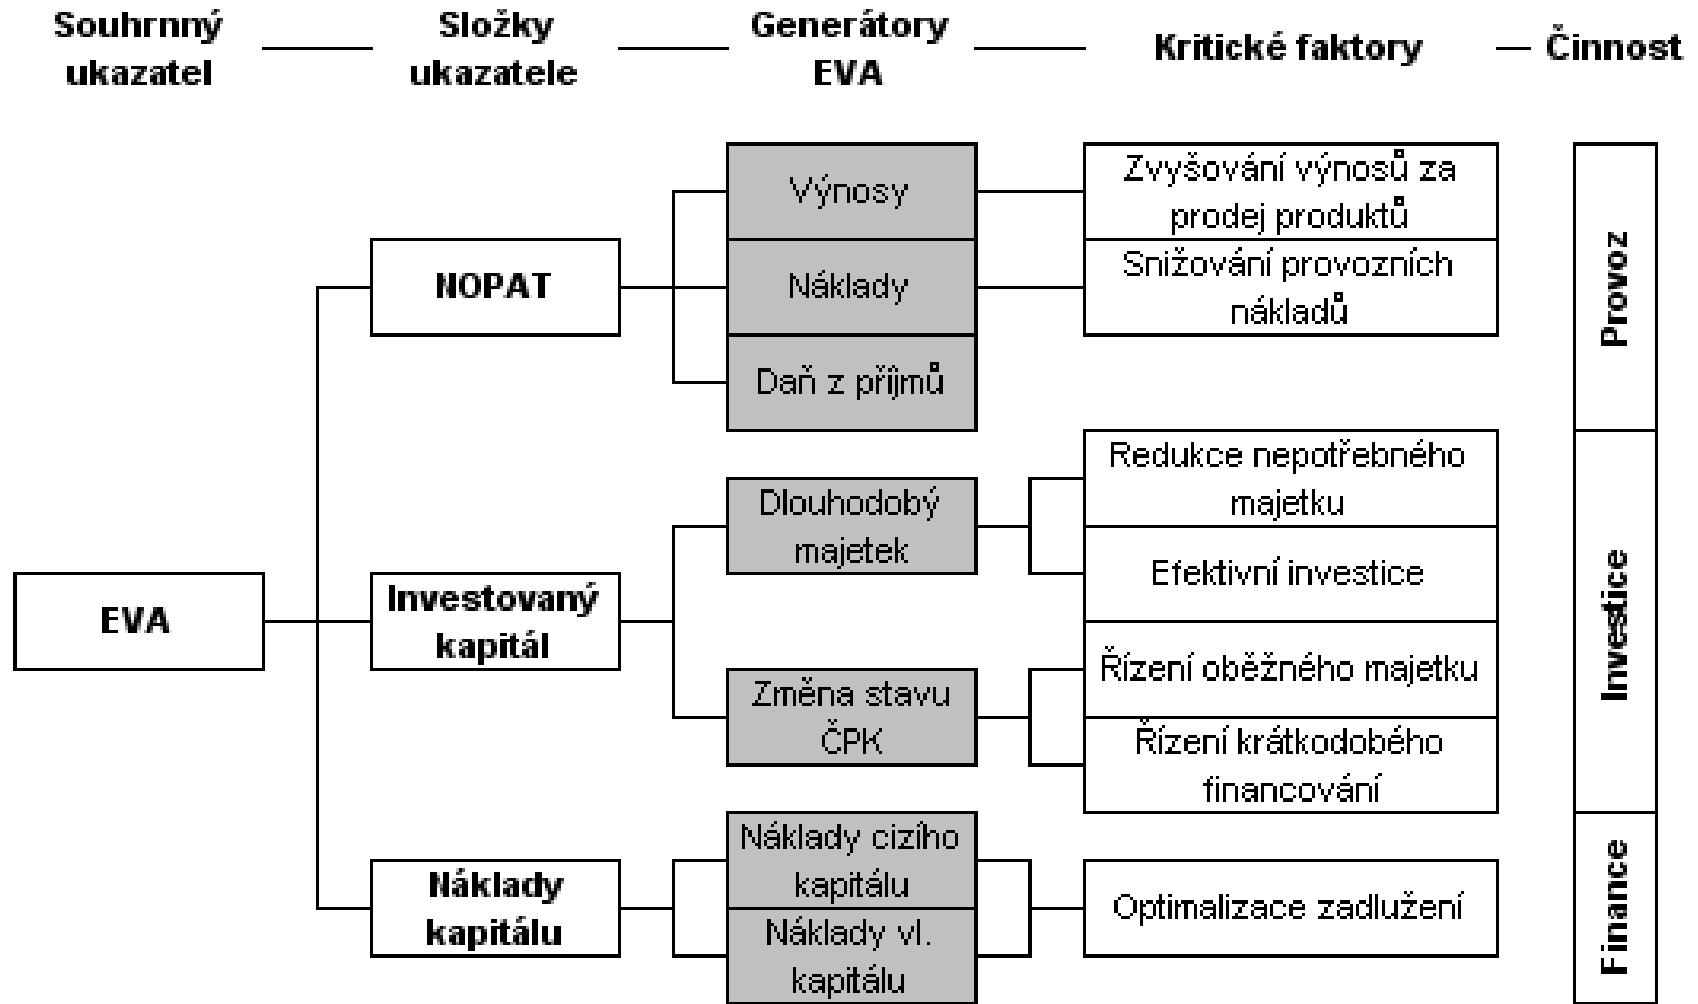 Souhrnný
ukazatel
Složky
ukazatele
Generátory
EVA
Kritické faktory
Činnost
EVA
NOPAT
Investovaný
kapitál
Náklady
kapitálu
Výnosy
Náklady
Daň z příjmů
Dlouhodobý
majetek
Změna stavu
ČPK
Náklady cizího
kapitálu
Náklady vl.
kapitálu
Zvyšování výnosů za
prodej produktů
Snižování provozních
nákladů
Redukce nepotřebného
majetku
Efektivní investice
Řízení oběžného majetku
Řízení krátkodobého
financování
Optimalizace zadlužení
Provoz
Investice
Finance